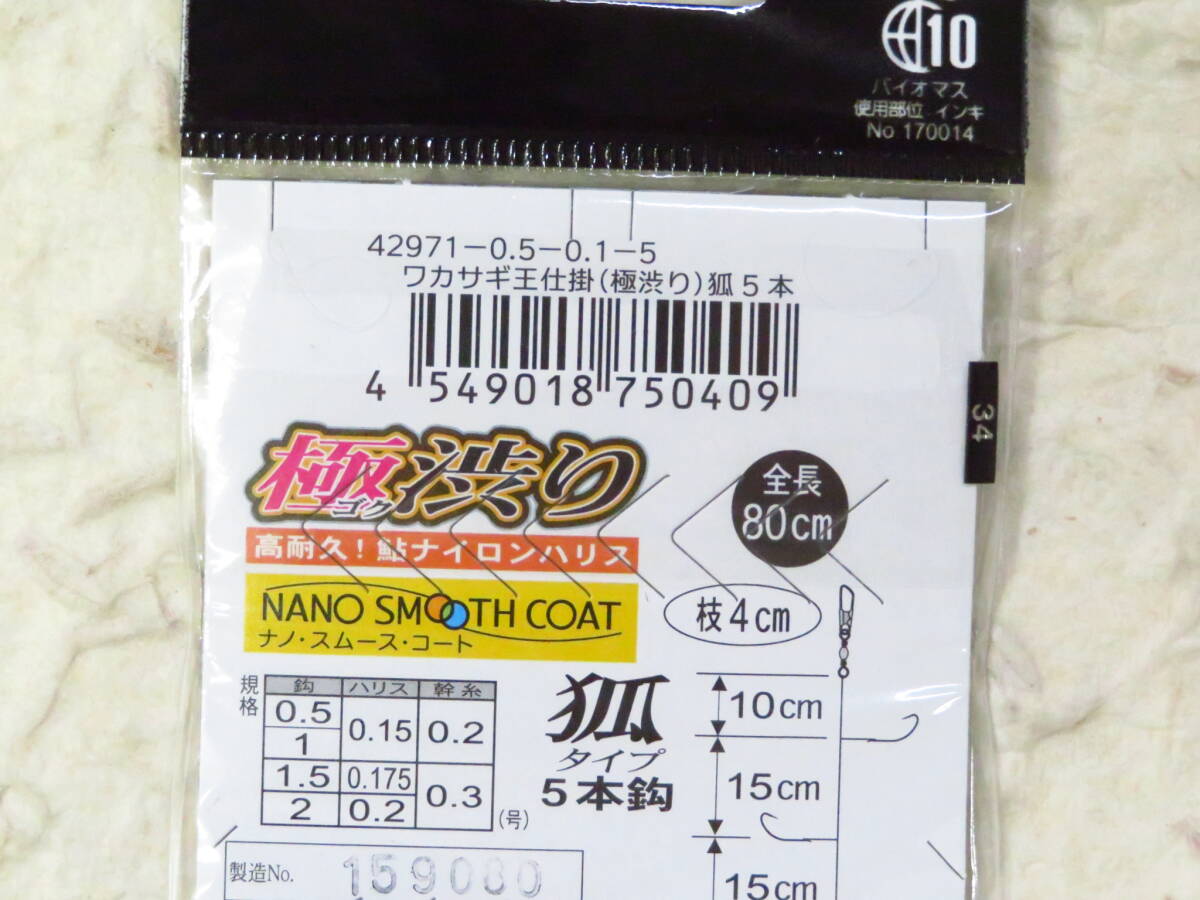 10
バイオマス
使用部位 インキ
No 170014
42971-0.5-0.1-5
ワカサギ王仕掛(極渋り)狐5本
4 549018 750409
34
極渋り
ゴク
高耐久!鮎ナイロンハリス
NANO SMOOTH COAT
ナノ・スムース・コート
全長
80cm
枝4cm
規格
鈎 ハリス 幹糸
0.5 0.15 0.2
1
1.5 0.175 0.3
2 0.2
(号)
狐
タイプ
5本鈎
10cm
15cm
15cm
製造No.
159080